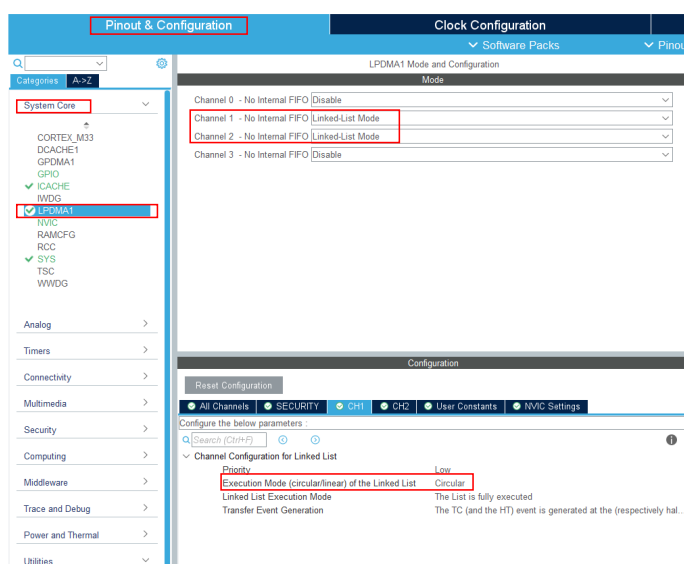 Pinout & Configuration
Clock Configuration
Software Packs
Pinou
Categories
A->Z
System Core
CORTEX_M33
DCACHE1
GPDMA1
GPIO
ICACHE
IWDG
LPDMA1
NVIC
RAMCFG
RCC
SYS
TSC
WWDG
Analog
Timers
Connectivity
Multimedia
Security
Computing
Middleware
Trace and Debug
Power and Thermal
Utilities
LPDMA1 Mode and Configuration
Mode
Channel 0 - No Internal FIFO Disable
Channel 1 - No Internal FIFO Linked-List Mode
Channel 2 - No Internal FIFO Linked-List Mode
Channel 3 - No Internal FIFO Disable
Configuration
Reset Configuration
All Channels
SECURITY
CH1
CH2
User Constants
NVIC Settings
Configure the below parameters :
Search (Ctrl+F)
Channel Configuration for Linked List
Priority Low
Execution Mode (circular/linear) of the Linked List Circular
Linked List Execution Mode The List is fully executed
Transfer Event Generation The TC (and the HT) event is generated at the (respectively hal...